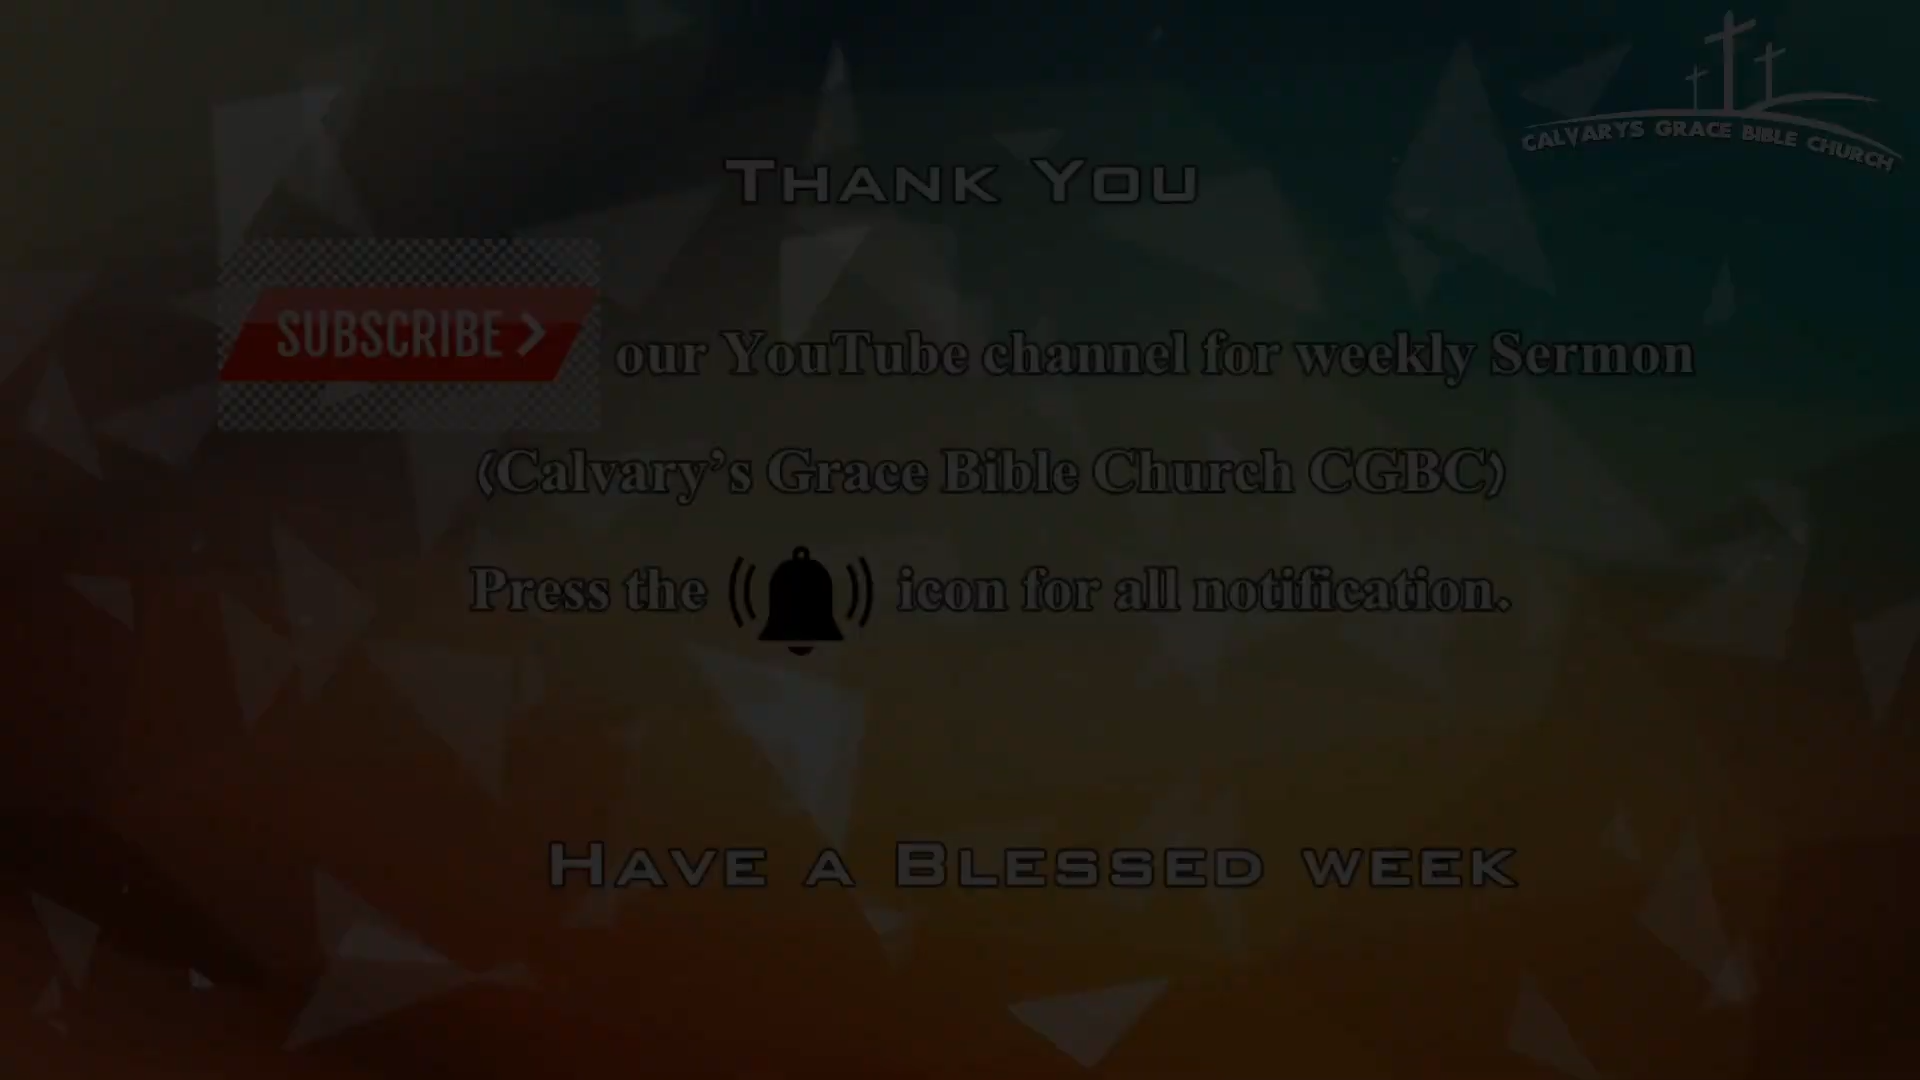 CALVARYS GRACE BIBLE CHURCH
THANK YOU
SUBSCRIBE our YouTube channel for weekly Sermon
(Calvary’s Grace Bible Church CGBC)
Press the icon for all notification.
HAVE A BLESSED WEEK